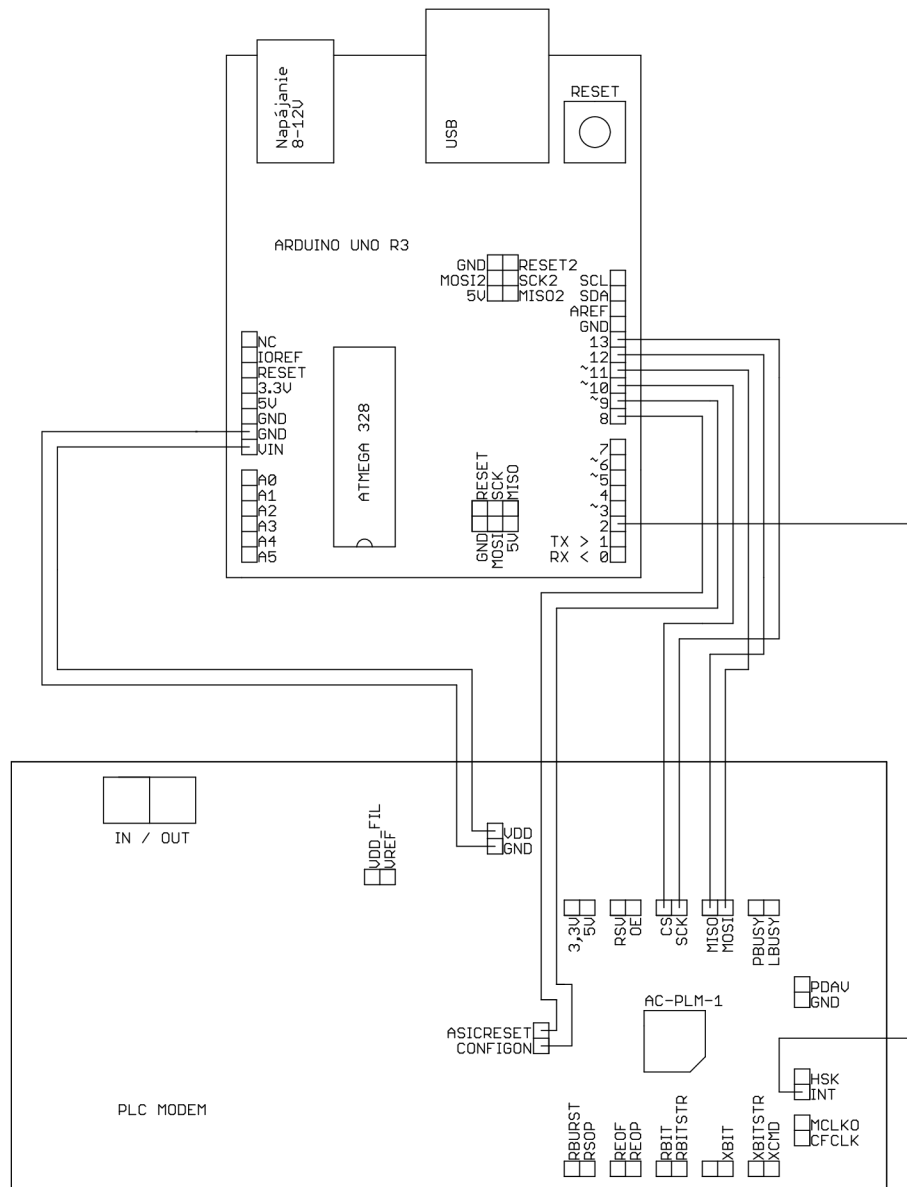 Napájanie
8-12V
USB
RESET
ARDUINO UNO R3
GND RESET2
MOSI2 SCK2
5V MISO2
SCL
SDA
AREF
GND
13
12
~11
~10
~9
8
NC
IOREF
RESET
3.3V
5V
GND
GND
VIN
ATMEGA 328
A0
A1
A2
A3
A4
A5
RESET
SCK
MISO
GND
MOSI
5V
7
~6
~5
4
~3
2
TX > 1
RX < 0
IN / OUT
VDD_FIL
VREF
VDD
GND
3,3V
5V
RSV
OE
CS
SCK
MISO
MOSI
PBUSY
LBUSY
PDAV
GND
AC-PLM-1
ASICRESET
CONFIGON
HSK
INT
PLC MODEM
MCLKO
CFCLK
RBURST
RSOP
REOF
REOP
RBIT
RBITSTR
XBIT
XBITSTR
XCMD